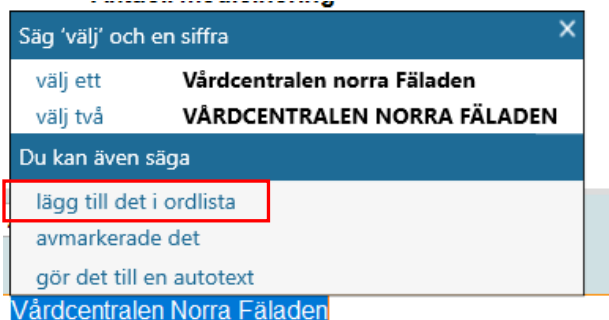 Säg ‘välj’ och en siffra
välj ett Vårdcentralen norra Fäladen
välj två VÅRDCENTRALEN NORRA FÄLADEN
Du kan även säga
lägg till det i ordlista
avmarkerade det
gör det till en autotext
Vårdcentralen Norra Fäladen